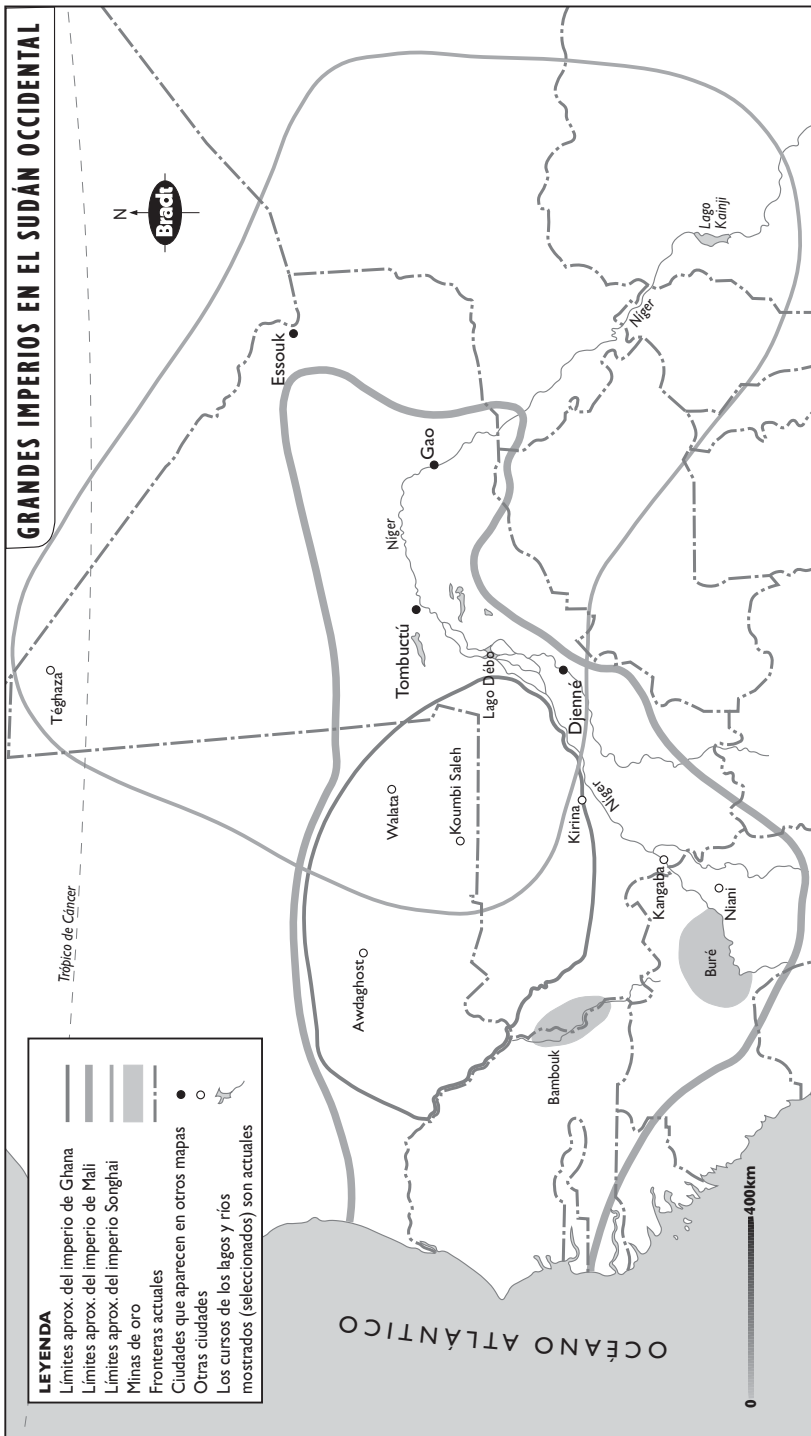 GRANDES IMPERIOS EN EL SUDÁN OCCIDENTAL
LEYENDA
Límites aprox. del imperio de Ghana
Límites aprox. del imperio de Mali
Límites aprox. del imperio Songhai
Minas de oro
Fronteras actuales
Ciudades que aparecen en otros mapas
Otras ciudades
Los cursos de los lagos y ríos
mostrados (seleccionados) son actuales
N
Bradt
Trópico de Cáncer
Téghaza
Essouk
Gao
Níger
Tombuctú
Walata
Awdaghost
Koumbi Saleh
Lago Débo
Djenné
Kirina
Níger
Níger
Lago
Kainji
Kangaba
Niani
Buré
Bambouk
OCÉANO ATLÁNTICO
0
400km